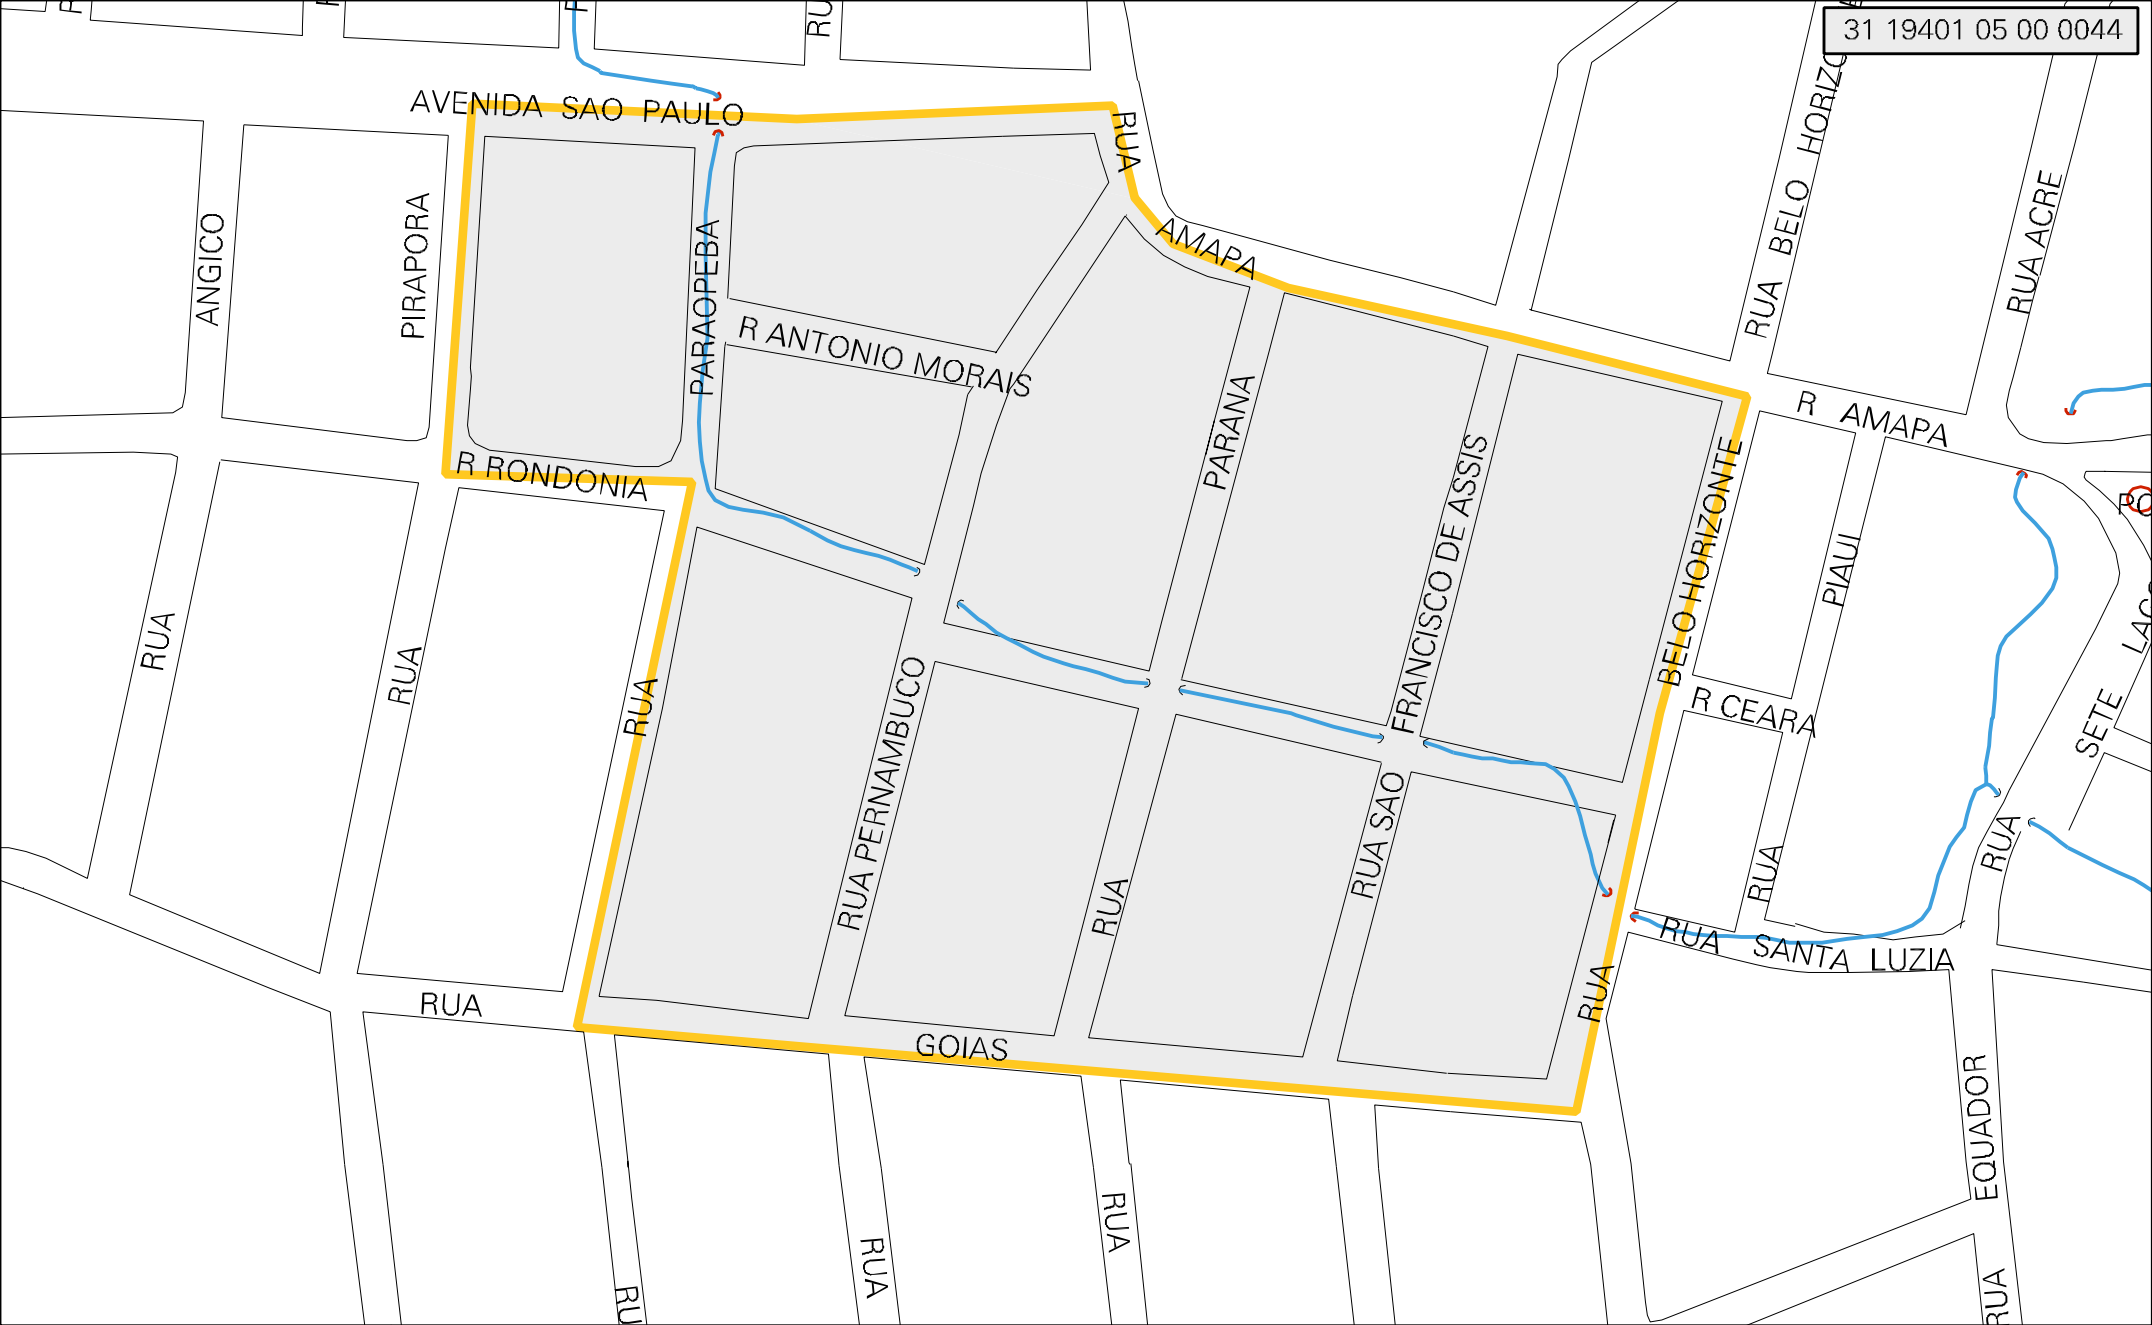 31 19401 05 00 0044
AVENIDA SAO PAULO
RUA
AMAPA
RUA BELO HORIZO
RUA ACRE
ANGICO
PIRAPORA
PARAOPEBA
R ANTONIO MORAIS
R RONDONIA
PARANA
FRANCISCO DE ASSIS
BELO HORIZONTE
R AMAPA
PIAUI
RUA
RUA
RUA
RUA PERNAMBUCO
RUA
RUA SAO
R CEARA
RUA
SETE
RUA
RUA SANTA LUZIA
RUA
RUA
GOIAS
EQUADOR
RUA
RUA
RUA